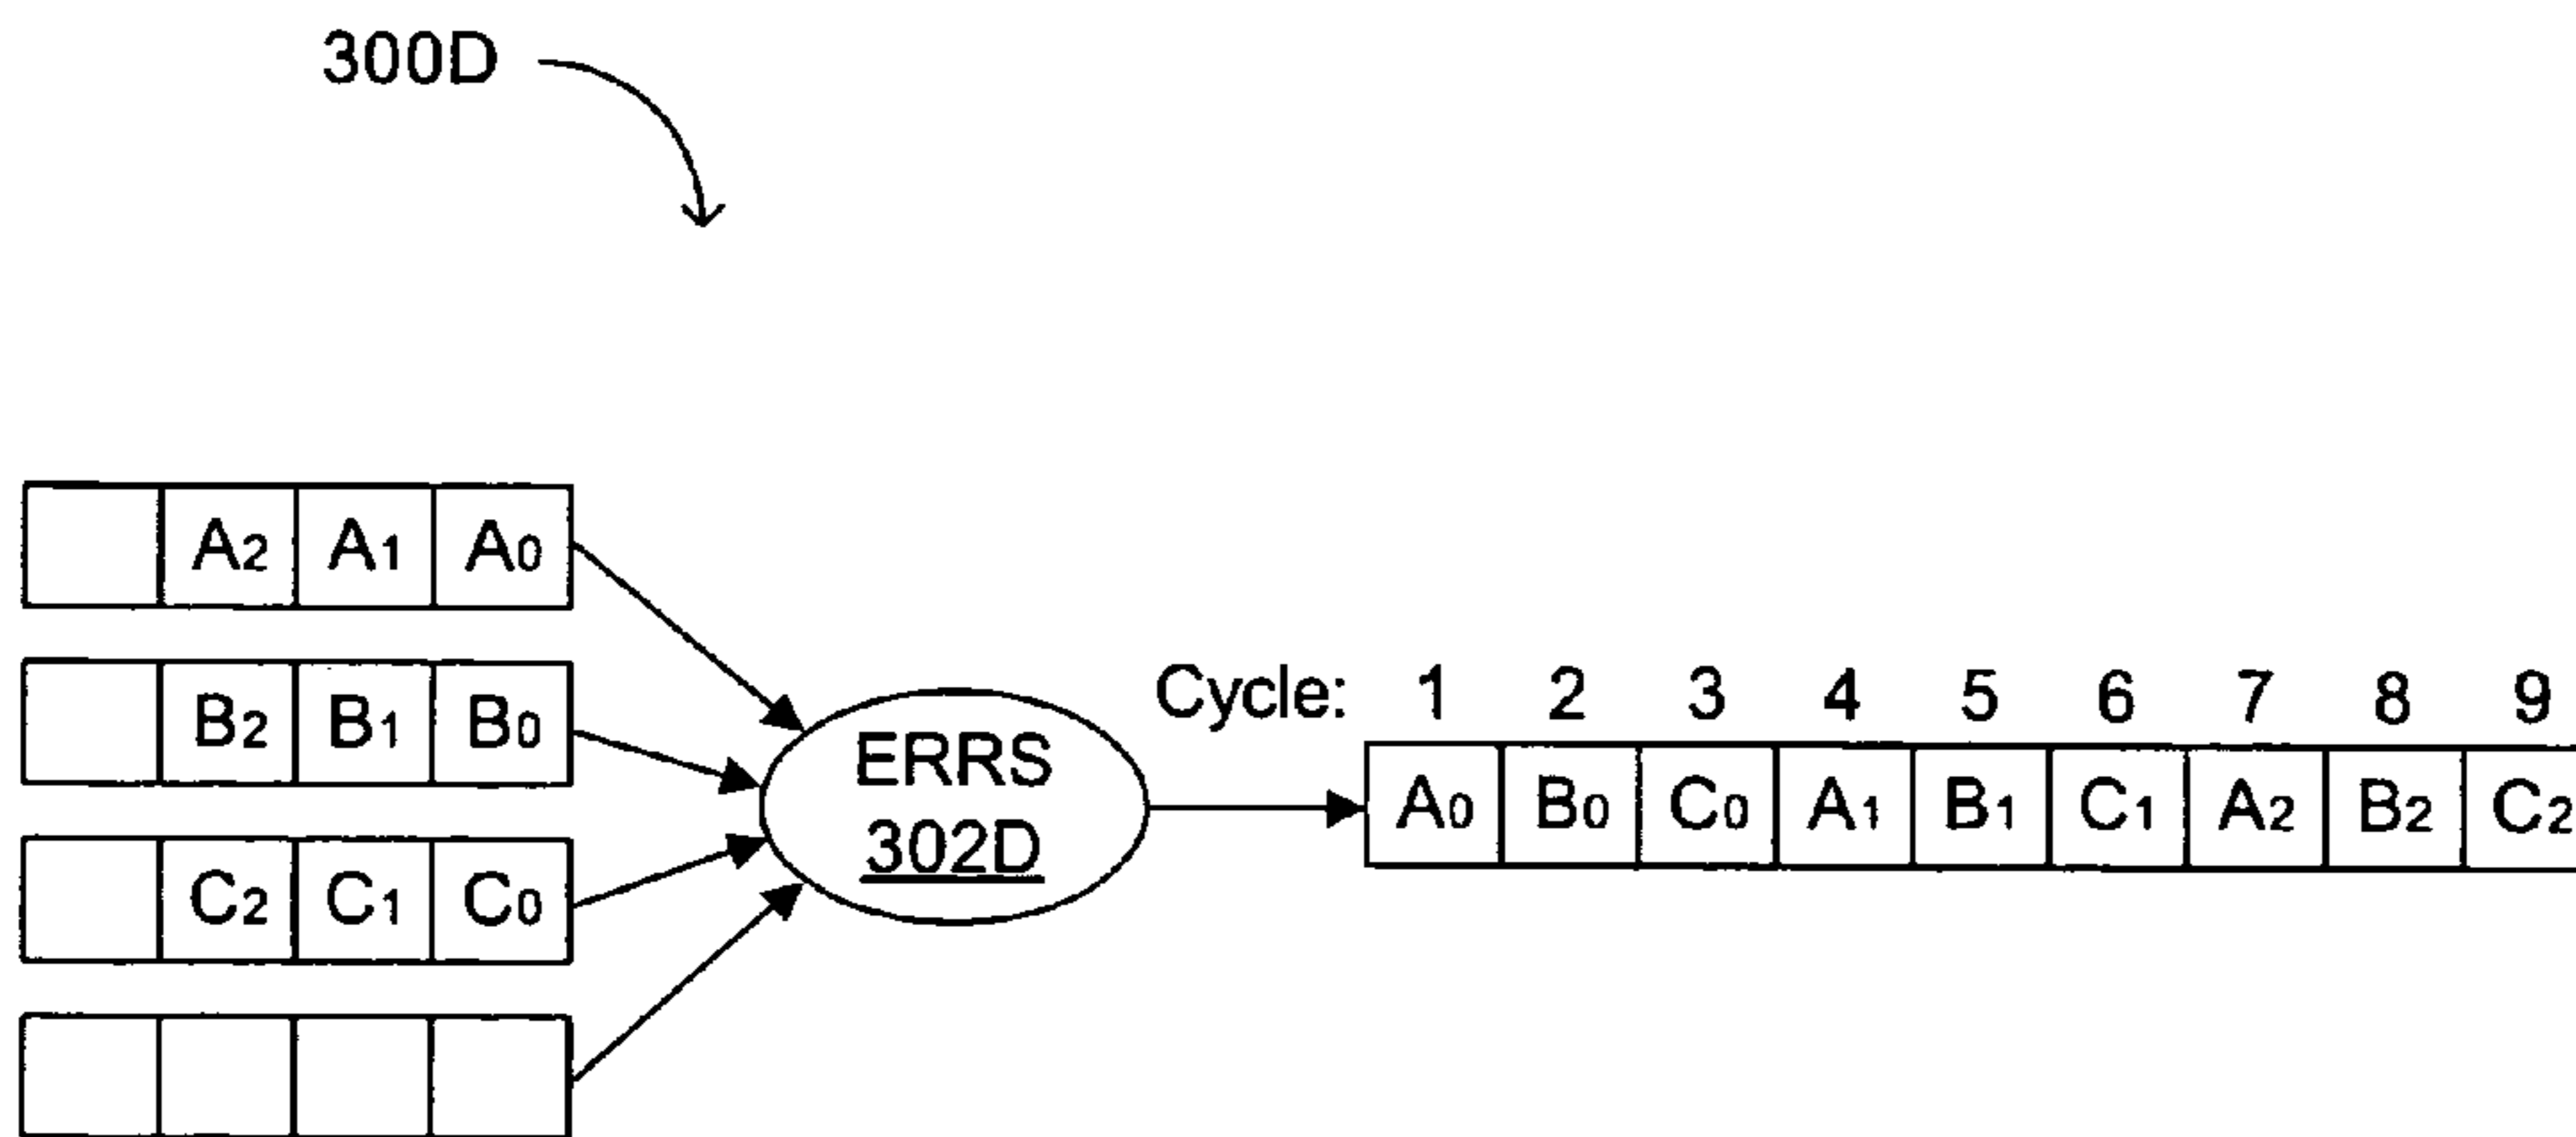 300D
A2 A1 A0
B2 B1 B0
C2 C1 C0
ERRS
302D
Cycle: 1 2 3 4 5 6 7 8 9
A0 B0 C0 A1 B1 C1 A2 B2 C2